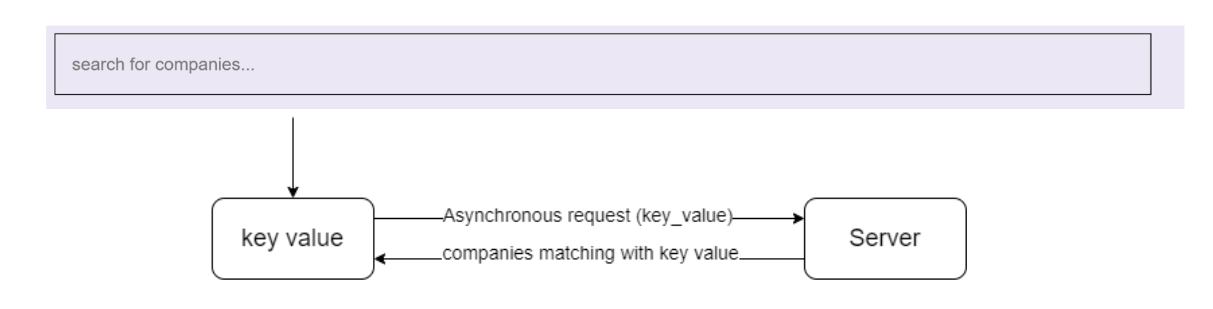 search for companies...
Asynchronous request (key_value)
key value
Server
companies matching with key value